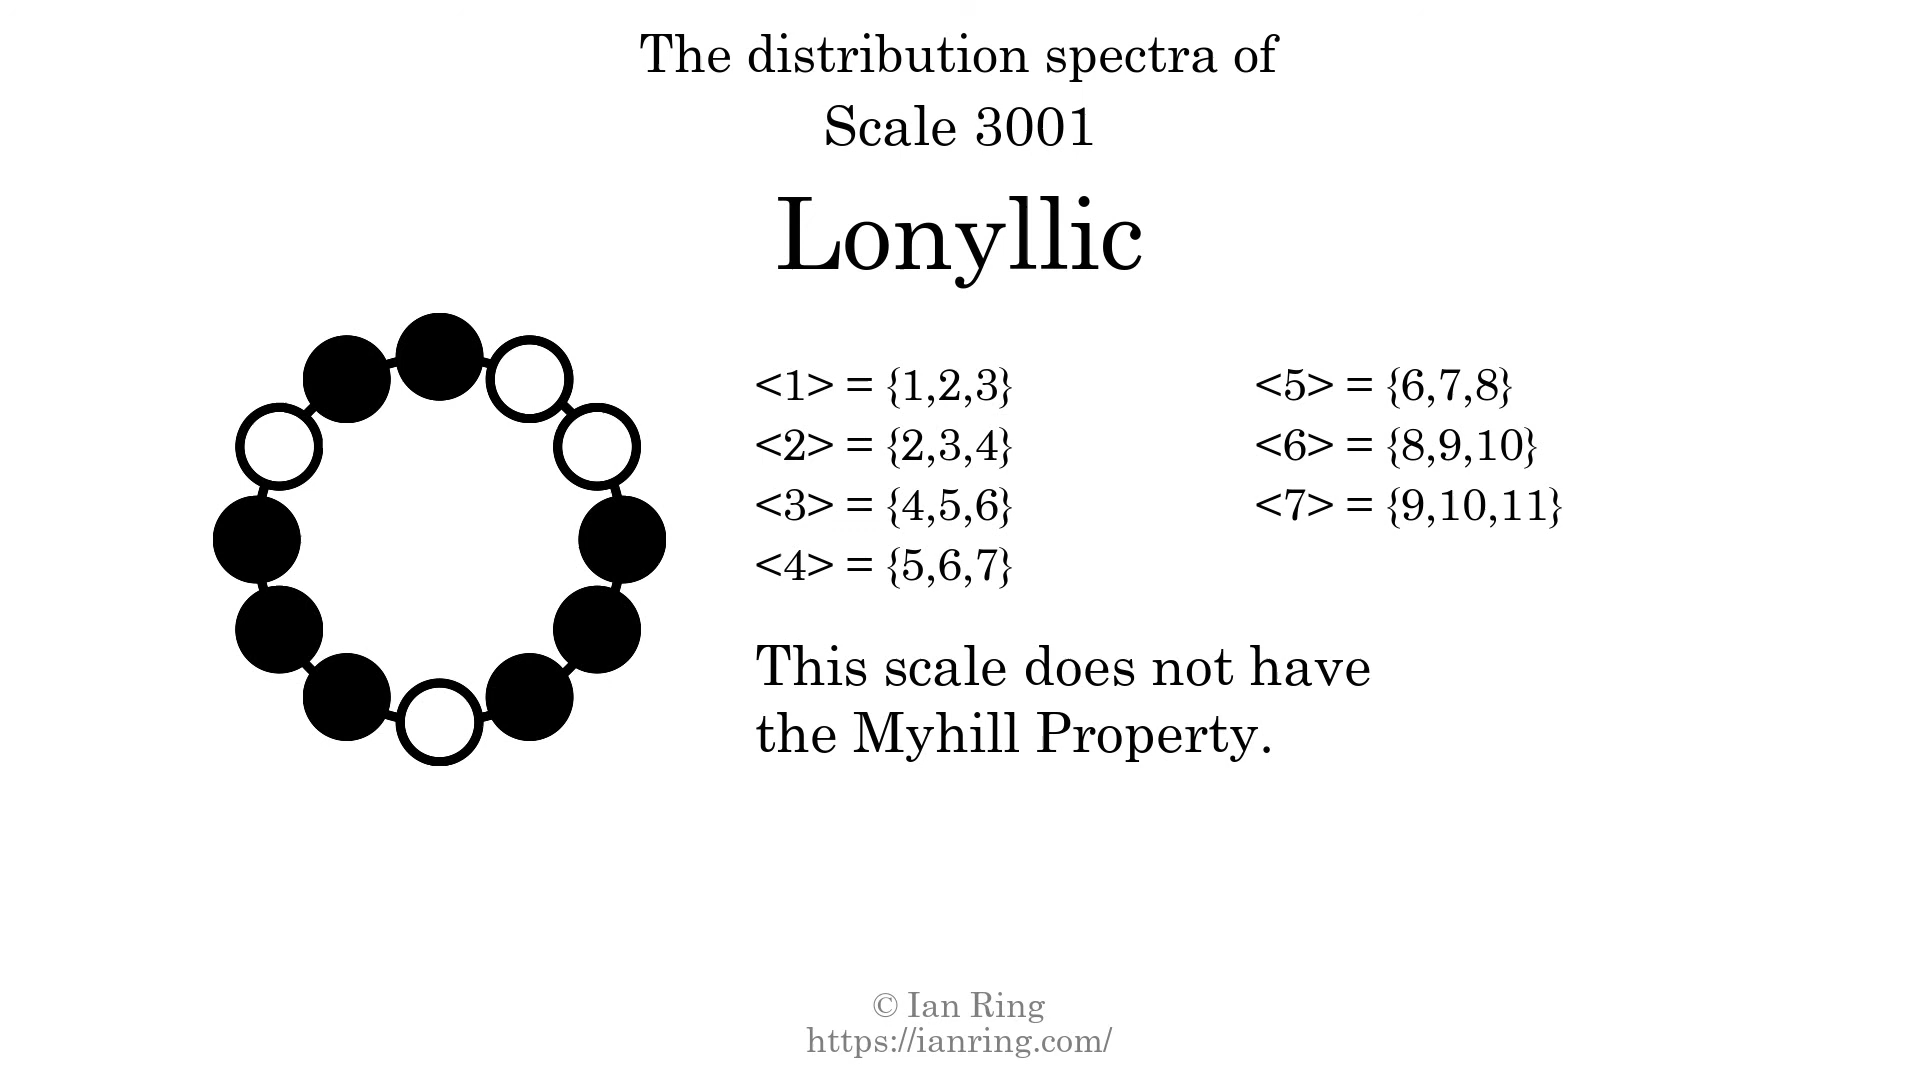 The distribution spectra of
Scale 3001
Lonyllic
<1> = {1,2,3}
<2> = {2,3,4}
<3> = {4,5,6}
<4> = {5,6,7}
<5> = {6,7,8}
<6> = {8,9,10}
<7> = {9,10,11}
This scale does not have
the Myhill Property.
© Ian Ring
https://ianring.com/